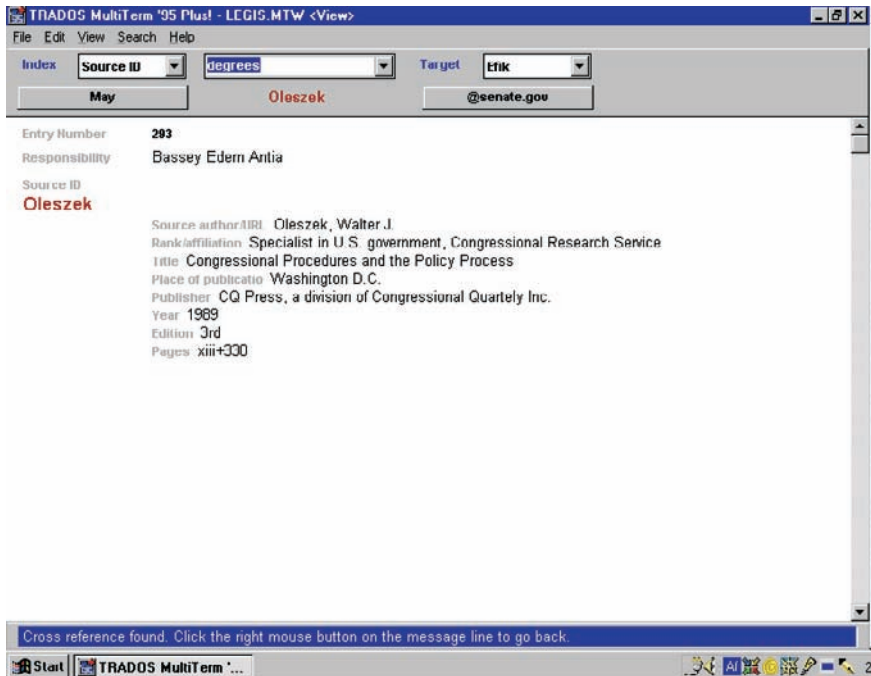 TRADOS MultiTerm '95 Plus! - LEGIS.MTW <View>
File Edit View Search Help
Index Source ID degrees Target Efik
May Oleszek @senate.gov
Entry Number 293
Responsibility Bassey Edem Antia
Source ID
Oleszek
Source author/URL Oleszek, Walter J.
Rank/affiliation Specialist in U.S. government, Congressional Research Service
Title Congressional Procedures and the Policy Process
Place of publicatio Washington D.C.
Publisher CQ Press, a division of Congressional Quartely Inc.
Year 1989
Edition 3rd
Pages xiii+330
Cross reference found. Click the right mouse button on the message line to go back.
Start TRADOS MultiTerm '... AI 2